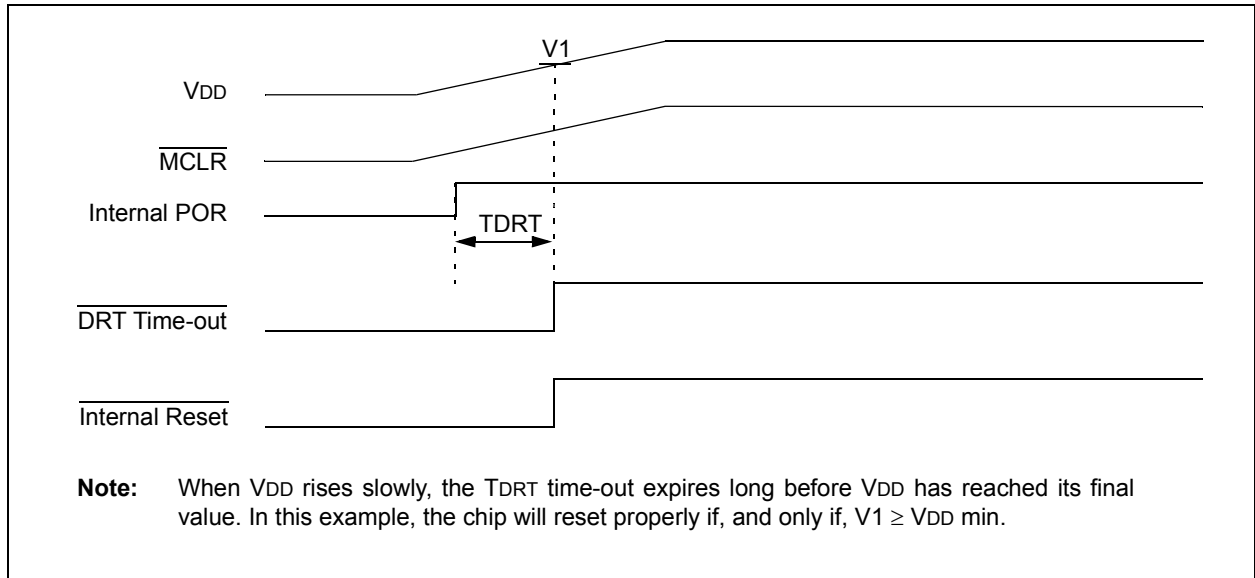 V1
VDD
MCLR
Internal POR
TDRT
DRT Time-out
Internal Reset
Note: When VDD rises slowly, the TDRT time-out expires long before VDD has reached its final
value. In this example, the chip will reset properly if, and only if, V1 ≥ VDD min.